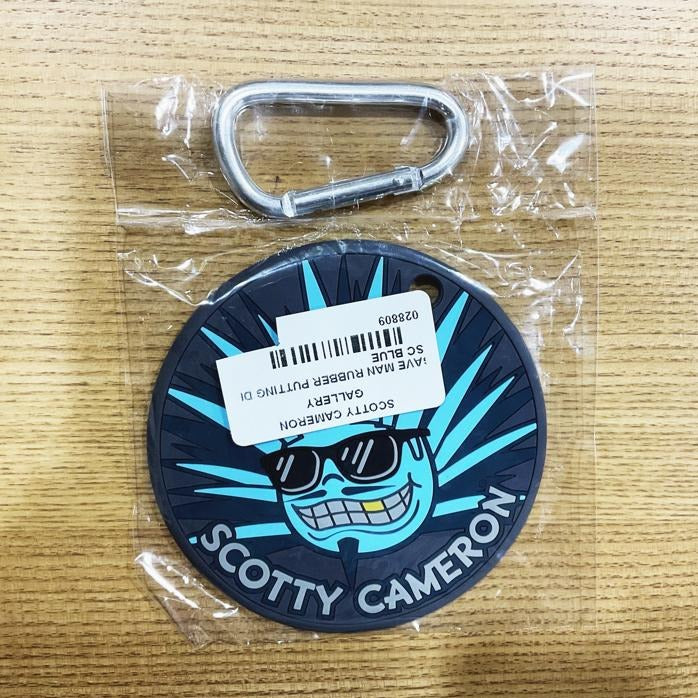 SCOTTY CAMERON
GALLERY
AVE MAN RUBBER PUTTING DI
SC BLUE
028809
SCOTTY CAMERON